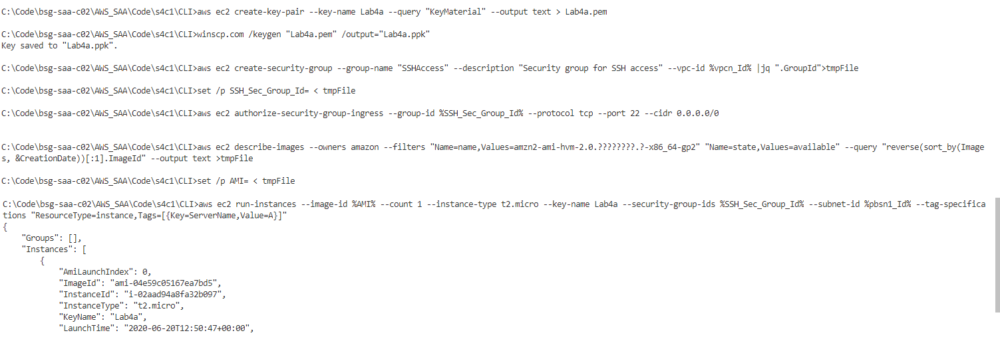 C:\Code\bsg-saa-c02\AWS_SAA\Code\s4c1\CLI>aws ec2 create-key-pair --key-name Lab4a --query "KeyMaterial" --output text > Lab4a.pem
C:\Code\bsg-saa-c02\AWS_SAA\Code\s4c1\CLI>winscp.com /keygen "Lab4a.pem" /output="Lab4a.ppk"
Key saved to "Lab4a.ppk".
C:\Code\bsg-saa-c02\AWS_SAA\Code\s4c1\CLI>aws ec2 create-security-group --group-name "SSHAccess" --description "Security group for SSH access" --vpc-id %vpcn_Id% |jq ".GroupId">tmpFile
C:\Code\bsg-saa-c02\AWS_SAA\Code\s4c1\CLI>set /p SSH_Sec_Group_Id= < tmpFile
C:\Code\bsg-saa-c02\AWS_SAA\Code\s4c1\CLI>aws ec2 authorize-security-group-ingress --group-id %SSH_Sec_Group_Id% --protocol tcp --port 22 --cidr 0.0.0.0/0
C:\Code\bsg-saa-c02\AWS_SAA\Code\s4c1\CLI>aws ec2 describe-images --owners amazon --filters "Name=name,Values=amzn2-ami-hvm-2.0.????????.?-x86_64-gp2" "Name=state,Values=available" --query "reverse(sort_by(Image
s, &CreationDate))[:1].ImageId" --output text >tmpFile
C:\Code\bsg-saa-c02\AWS_SAA\Code\s4c1\CLI>set /p AMI= < tmpFile
C:\Code\bsg-saa-c02\AWS_SAA\Code\s4c1\CLI>aws ec2 run-instances --image-id %AMI% --count 1 --instance-type t2.micro --key-name Lab4a --security-group-ids %SSH_Sec_Group_Id% --subnet-id %pbsn1_Id% --tag-specifica
tions "ResourceType=instance,Tags=[{Key=ServerName,Value=A}]"
{
    "Groups": [],
    "Instances": [
        {
            "AmiLaunchIndex": 0,
            "ImageId": "ami-04e59c05167ea7bd5",
            "InstanceId": "i-02aad94a8fa32b097",
            "InstanceType": "t2.micro",
            "KeyName": "Lab4a",
            "LaunchTime": "2020-06-20T12:50:47+00:00",